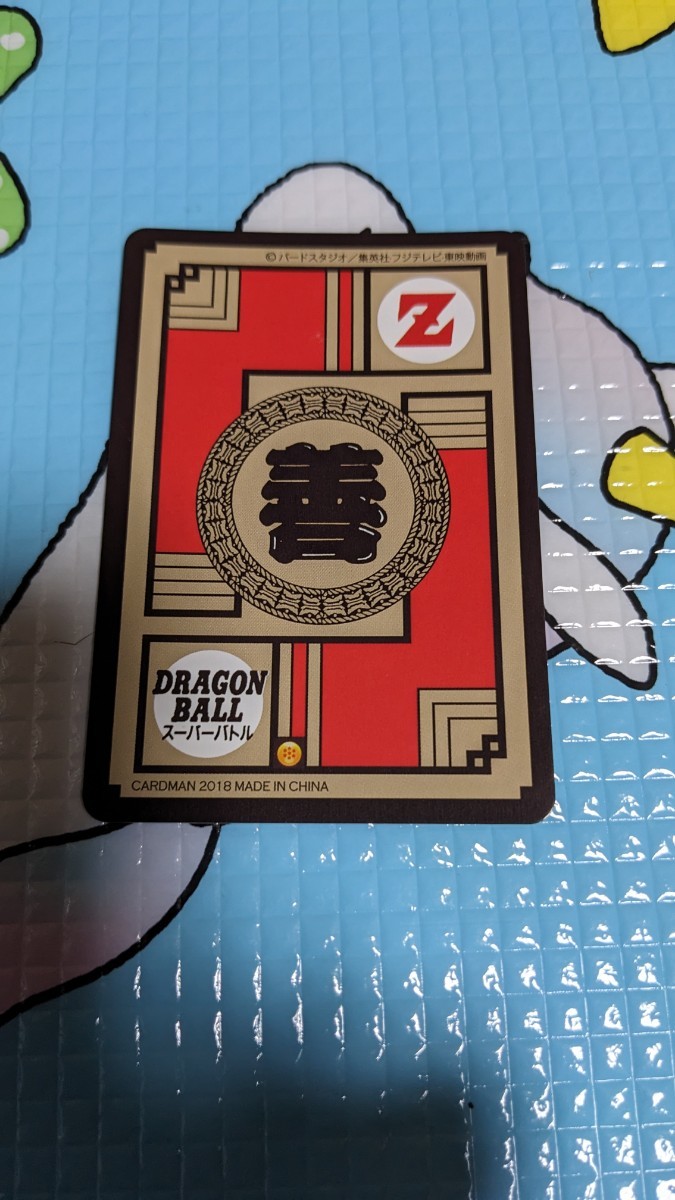 © バードスタジオ／集英社 フジテレビ 東映動画
Z
善
DRAGON
BALL
スーパーバトル
CARDMAN 2018 MADE IN CHINA